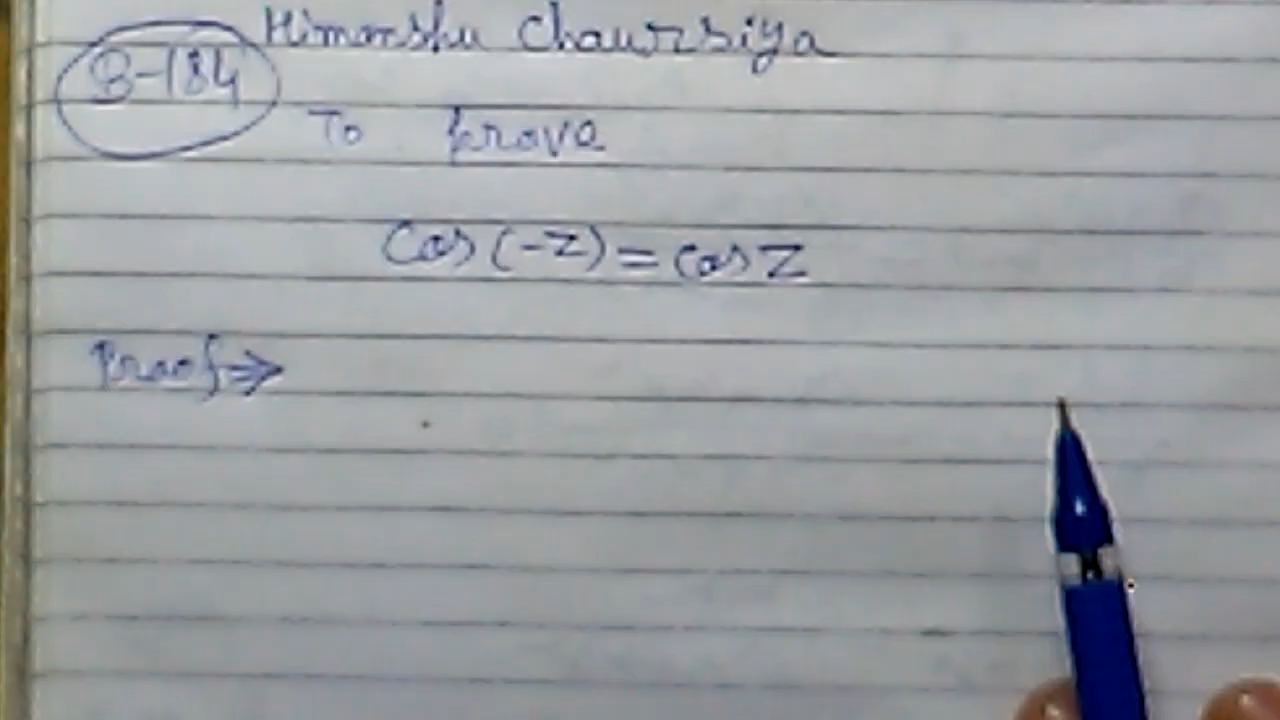 Himanshu Chaurasiya
B-184
To prove
Cos(-z) = cos z
Proof ⇒